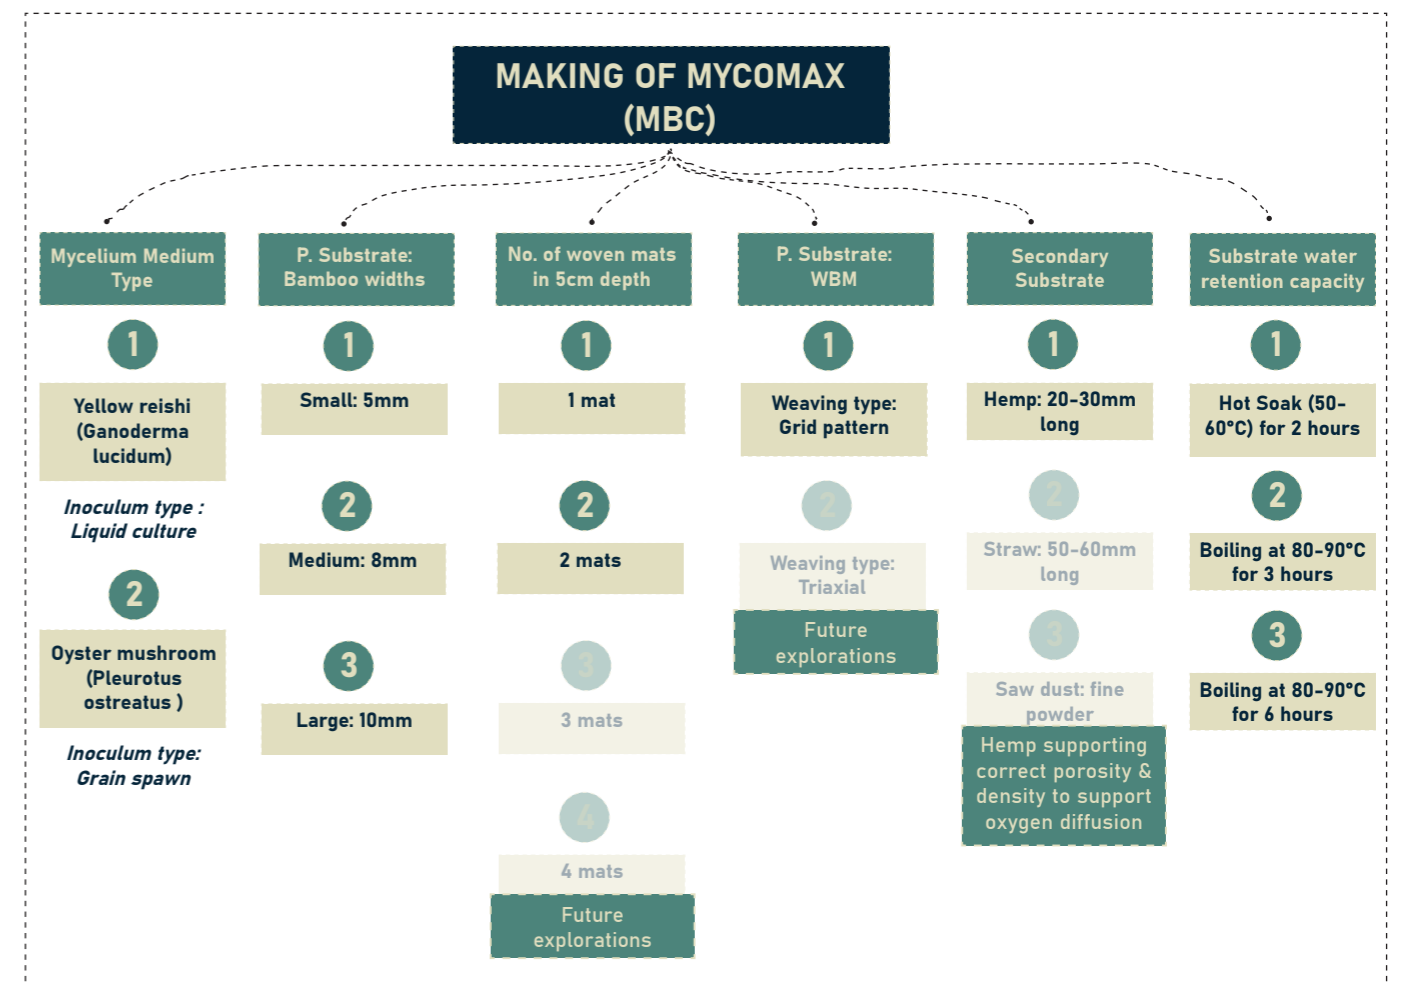 MAKING OF MYCOMAX
(MBC)
Mycelium Medium
Type
1
Yellow reishi
(Ganoderma
lucidum)
Inoculum type :
Liquid culture
2
Oyster mushroom
(Pleurotus
ostreatus )
Inoculum type:
Grain spawn
P. Substrate:
Bamboo widths
1
Small: 5mm
2
Medium: 8mm
3
Large: 10mm
No. of woven mats
in 5cm depth
1
1 mat
2
2 mats
3
3 mats
4
4 mats
Future
explorations
P. Substrate:
WBM
1
Weaving type:
Grid pattern
2
Weaving type:
Triaxial
Future
explorations
Secondary
Substrate
1
Hemp: 20-30mm
long
2
Straw: 50-60mm
long
3
Saw dust: fine
powder
Hemp supporting
correct porosity &
density to support
oxygen diffusion
Substrate water
retention capacity
1
Hot Soak (50-
60°C) for 2 hours
2
Boiling at 80-90°C
for 3 hours
3
Boiling at 80-90°C
for 6 hours